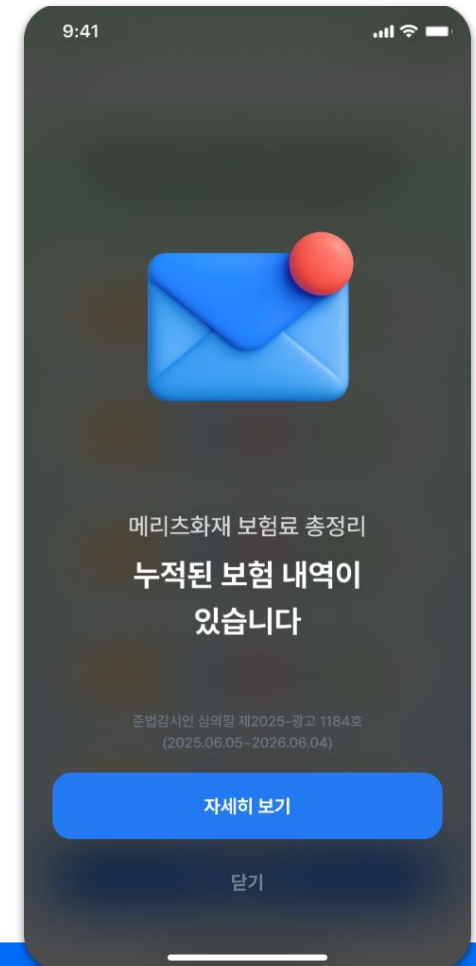 9:41
메리츠화재 보험료 총정리
누적된 보험 내역이
있습니다
준법감시인 심의필 제2025-광고 1184호
(2025.06.05~2026.06.04)
자세히 보기
닫기